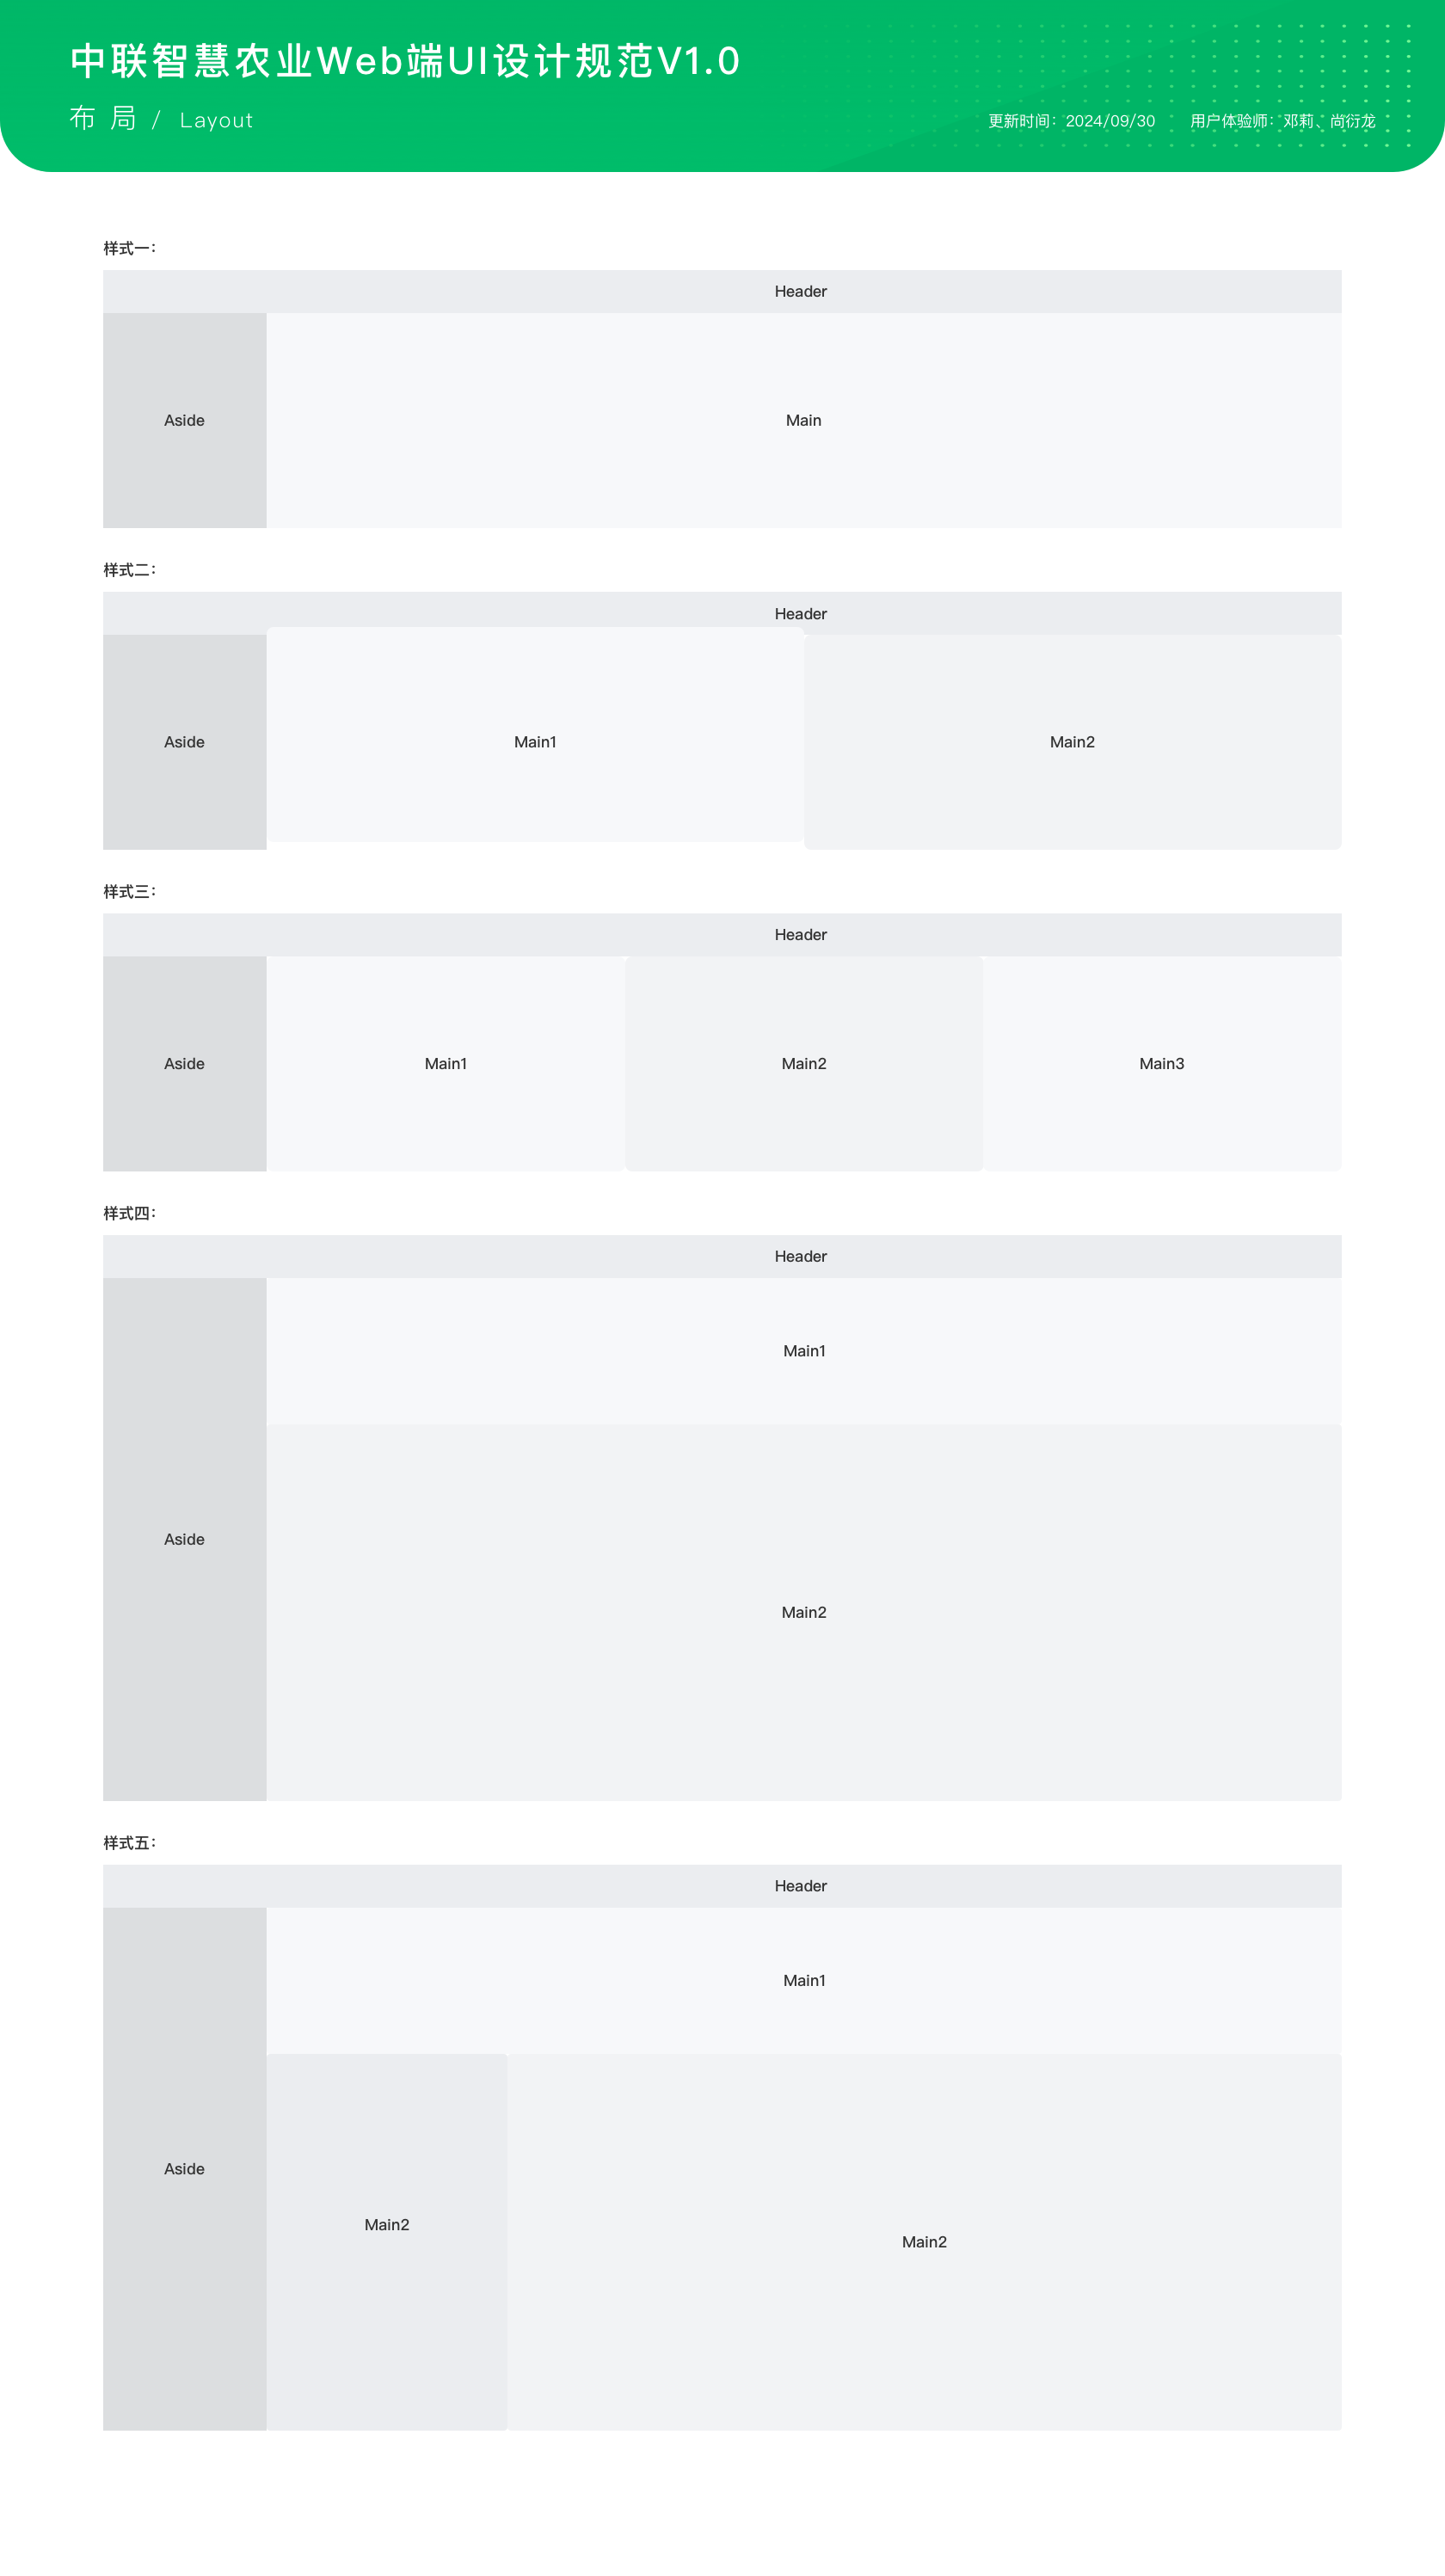 中联智慧农业Web端UI设计规范V1.0
布 局 / Layout
更新时间：2024/09/30 用户体验师：邓莉、尚衍龙
样式一：
Header
Aside
Main
样式二：
Header
Aside
Main1
Main2
样式三：
Header
Aside
Main1
Main2
Main3
样式四：
Header
Main1
Aside
Main2
样式五：
Header
Main1
Aside
Main2
Main2